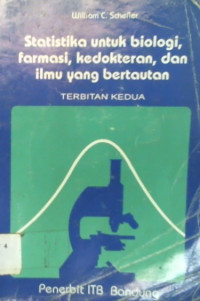 William C. Schefler
Statistika untuk biologi,
farmasi, kedokteran, dan
ilmu yang bertautan
TERBITAN KEDUA
Penerbit ITB Bandung